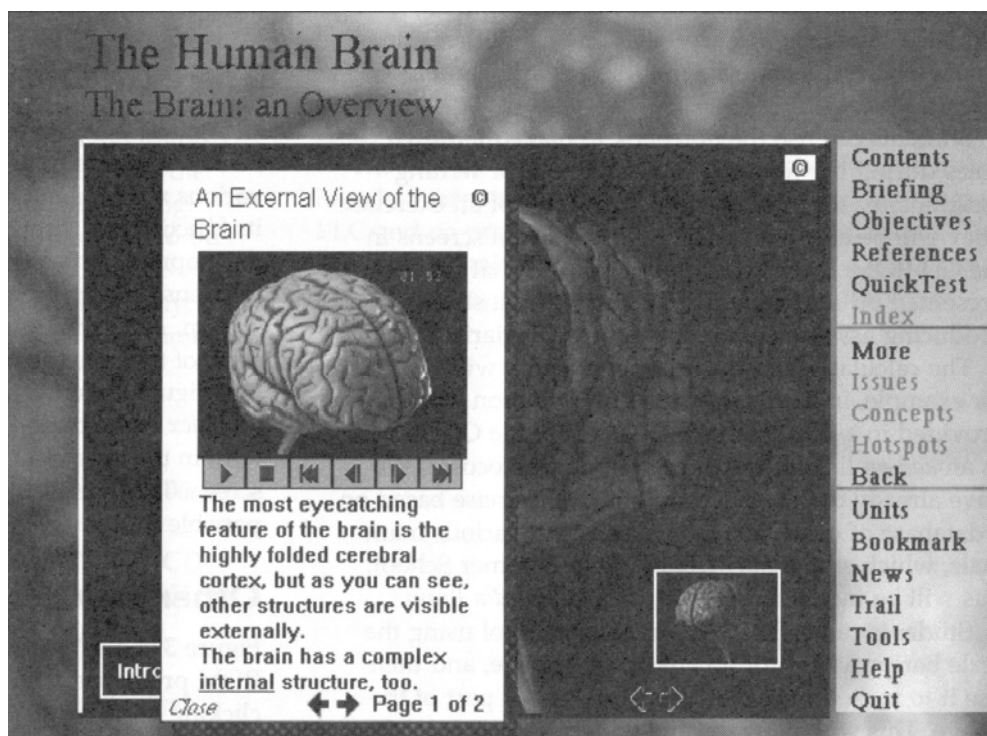 The Human Brain
The Brain: an Overview
©
An External View of the ©
Brain
The most eyecatching
feature of the brain is the
highly folded cerebral
cortex, but as you can see,
other structures are visible
externally.
The brain has a complex
internal structure, too.
Close Page 1 of 2
Intro
Contents
Briefing
Objectives
References
QuickTest
Index
More
Issues
Concepts
Hotspots
Back
Units
Bookmark
News
Trail
Tools
Help
Quit